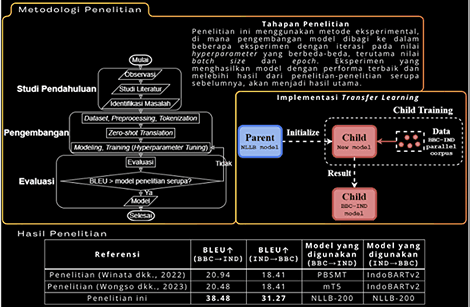 Metodologi Penelitian
Mulai
Observasi
Studi Literatur
Identifikasi Masalah
Studi Pendahuluan
Dataset, Preprocessing, Tokenization
Zero-shot Translation
Modeling, Training (Hyperparameter Tuning)
Pengembangan
Evaluasi
Tidak
BLEU > model penelitian serupa?
Ya
Model
Selesai
Evaluasi
Tahapan Penelitian
Penelitian ini menggunakan metode eksperimental,
di mana pengembangan model dibagi ke dalam
beberapa eksperimen dengan iterasi pada nilai
hyperparameter yang berbeda-beda, terutama nilai
batch size dan epoch. Eksperimen yang
menghasilkan model dengan performa terbaik dan
melebihi hasil dari penelitian-penelitian serupa
sebelumnya, akan menjadi hasil utama.
Implementasi Transfer Learning
Child Training
Parent
NLLB model
Initialize
Child
New model
Data
BBC-IND
parallel
corpus
Result
Child
BBC-IND
model
Hasil Penelitian
Referensi
BLEU↑
(BBC→IND)
BLEU↑
(IND→BBC)
Model yang
digunakan
(BBC→IND)
Model yang
digunakan
(IND→BBC)
Penelitian (Winata dkk., 2022) 20.94 18.41 PBSMT IndoBARTv2
Penelitian (Wongso dkk., 2023) 20.48 18.41 mT5 IndoBARTv2
Penelitian ini 38.48 31.27 NLLB-200 NLLB-200